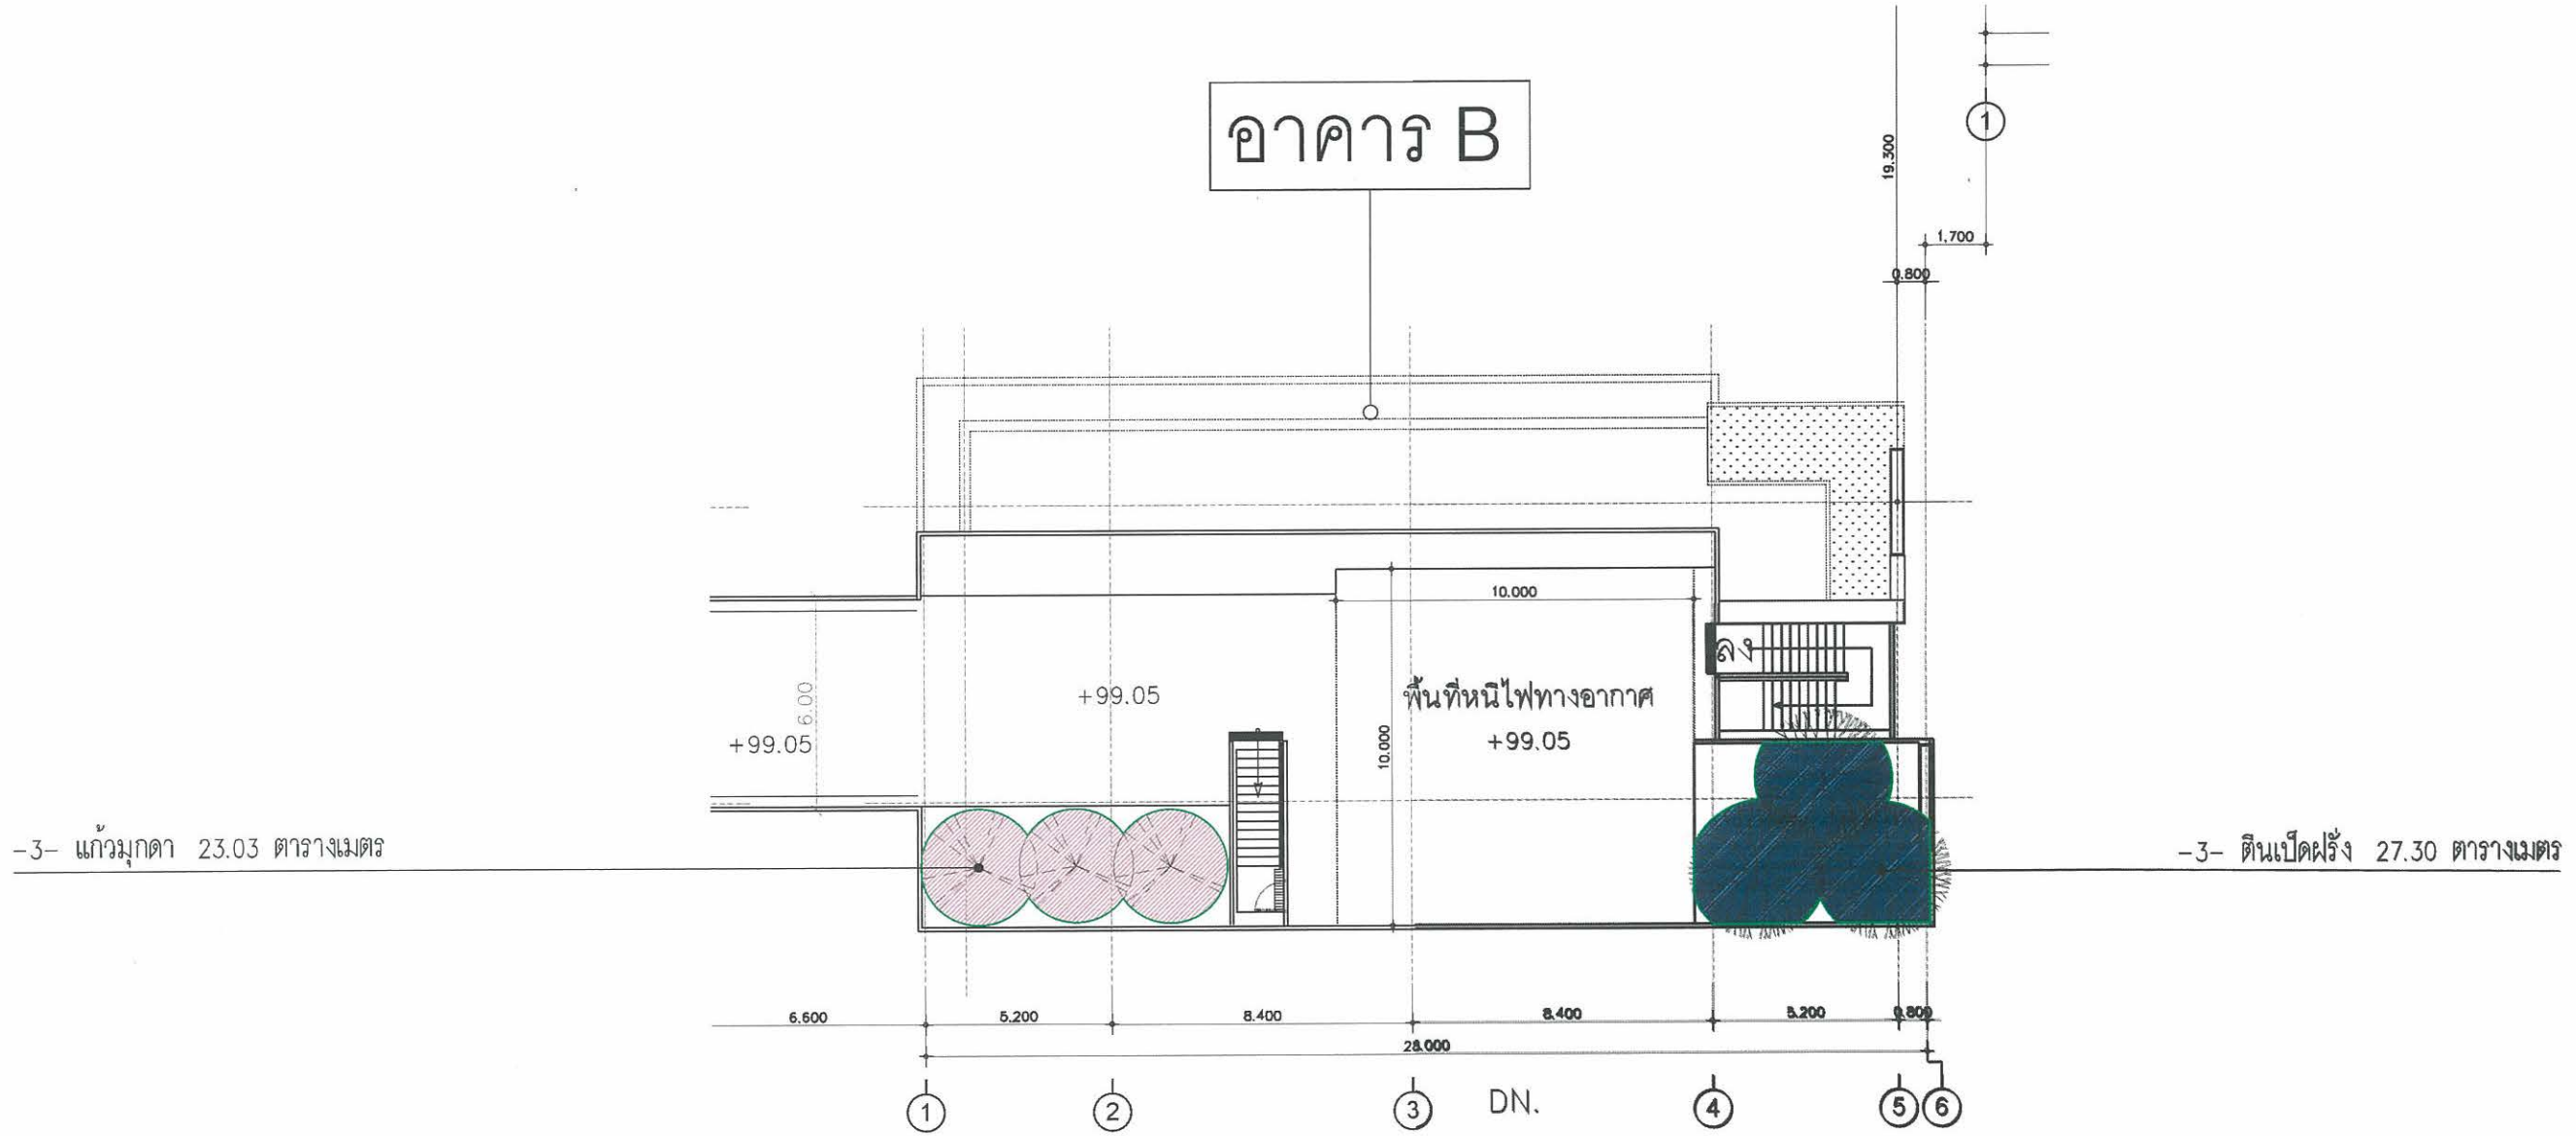 อาคาร B
1
19.300
1.700
0.800
10.000
ลง
6.00
+99.05
พื้นที่หนีไฟทางอากาศ
+99.05
+99.05
10.000
-3- แก้วมุกดา 23.03 ตารางเมตร
-3- ตีนเป็ดฝรั่ง 27.30 ตารางเมตร
6.600 5.200 8.400 8.400 5.200 0.800
28.000
1 2 3 DN. 4 5 6